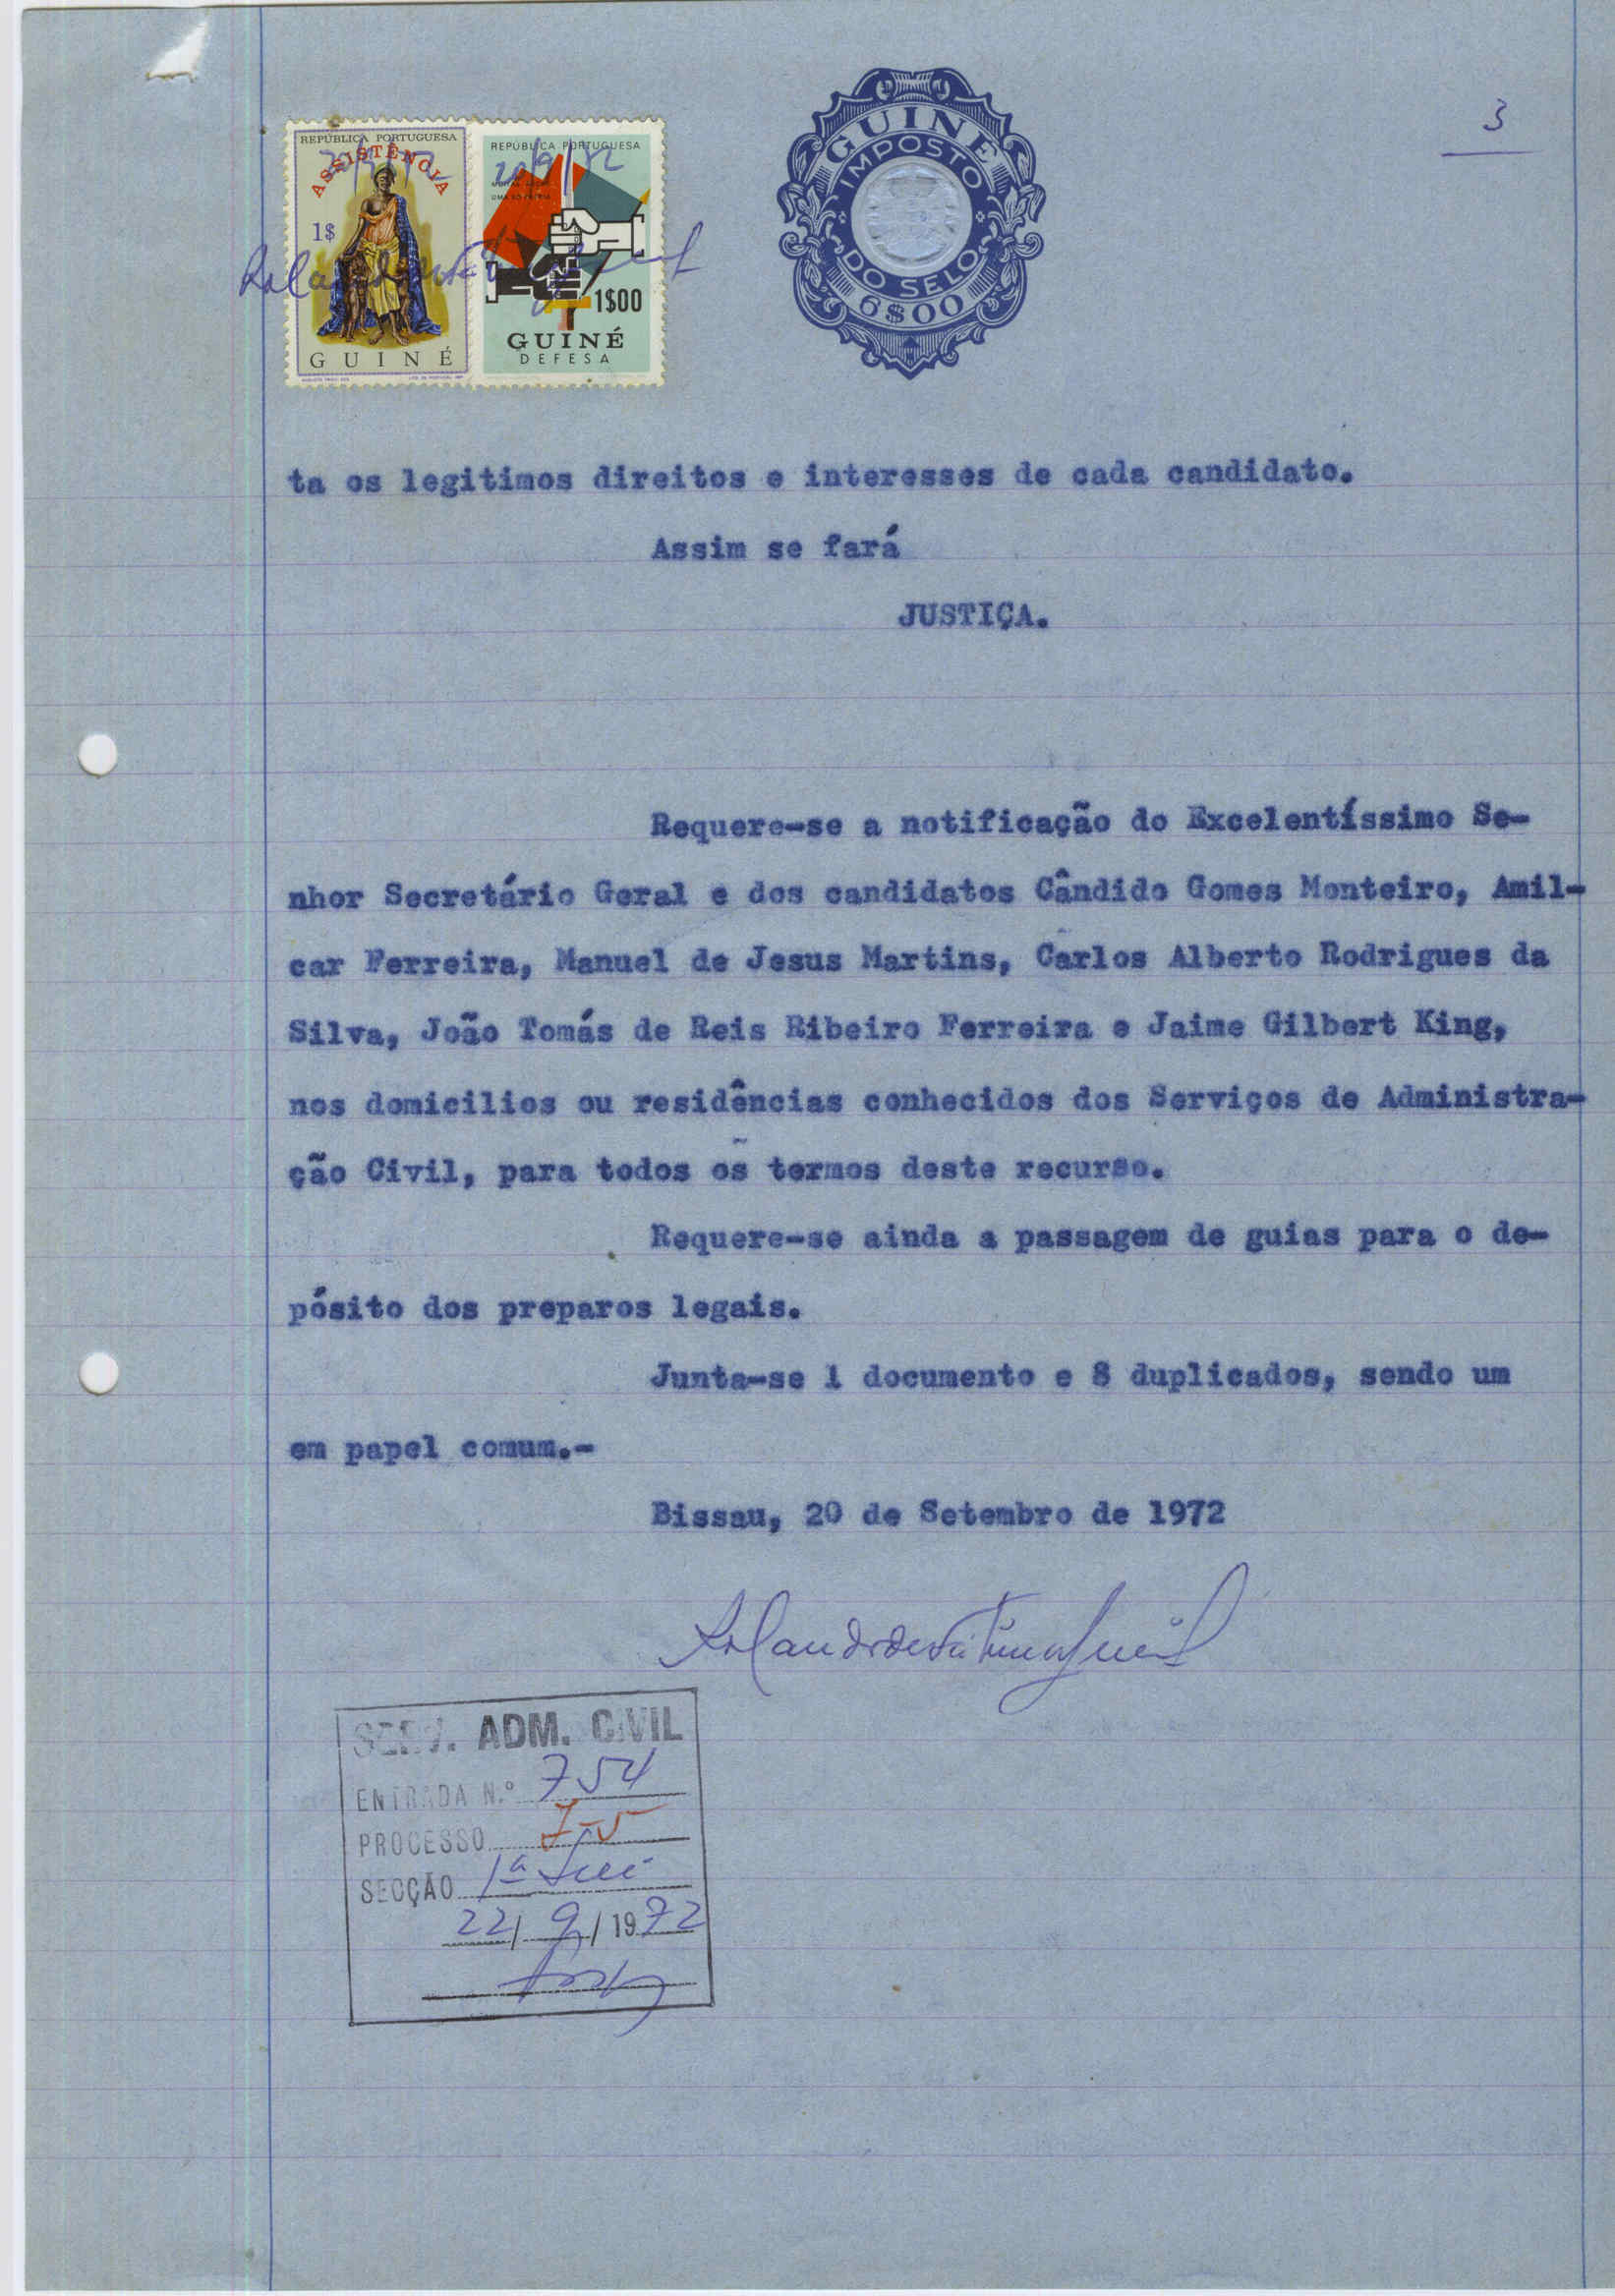 3
REPÚBLICA PORTUGUESA
ASSISTÊNCIA
1$
GUINÉ
REPÚBLICA PORTUGUESA
20/9/72
1$00
GUINÉ
DEFESA
GUINÉ
IMPOSTO
DO SELO
6$00
ta os legitimos direitos e interesses de cada candidato.
Assim se fará
JUSTIÇA.
Requere-se a notificação do Excelentíssimo Se-
nhor Secretário Geral e dos candidatos Cândido Gomes Monteiro, Amil-
car Ferreira, Manuel de Jesus Martins, Carlos Alberto Rodrigues da
Silva, João Tomás de Reis Ribeiro Ferreira e Jaime Gilbert King,
nos domicilios ou residências conhecidos dos Serviços de Administra-
ção Civil, para todos os termos deste recurso.
Requere-se ainda a passagem de guias para o de-
pósito dos preparos legais.
Junta-se 1 documento e 8 duplicados, sendo um
em papel comum.-
Bissau, 20 de Setembro de 1972
SERV. ADM. CIVIL
ENTRADA N.º 754
PROCESSO J-5
SECÇÃO 1ª
22/9/1972